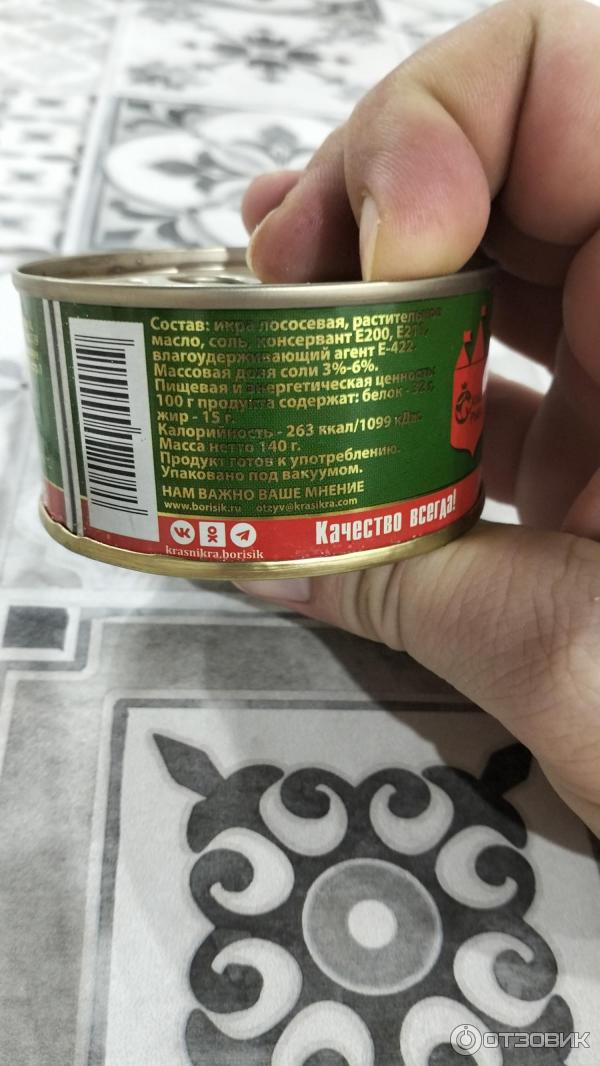 Состав: икра лососевая, растительное
масло, соль, консервант Е200, Е211,
влагоудерживающий агент Е-422.
Массовая доля соли 3%-6%.
Пищевая и энергетическая ценность:
100 г продукта содержат: белок - 32г.
жир - 15 г.
Калорийность - 263 ккал/1099 кДж.
Масса нетто 140 г.
Продукт готов к употреблению.
Упаковано под вакуумом.
НАМ ВАЖНО ВАШЕ МНЕНИЕ
www.borisik.ru otzyv@krasikra.com
krasnikra.borisik
Качество всегда!
ОТЗОВИК